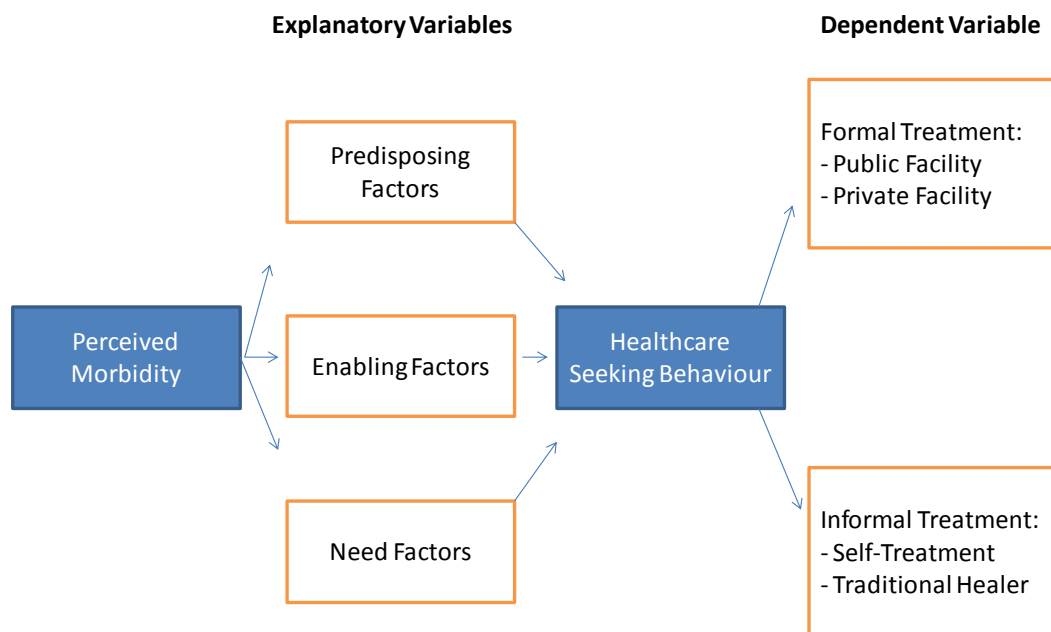 Explanatory Variables
Dependent Variable
Predisposing
Factors
Formal Treatment:
- Public Facility
- Private Facility
Perceived
Morbidity
Enabling Factors
Healthcare
Seeking Behaviour
Need Factors
Informal Treatment:
- Self-Treatment
- Traditional Healer